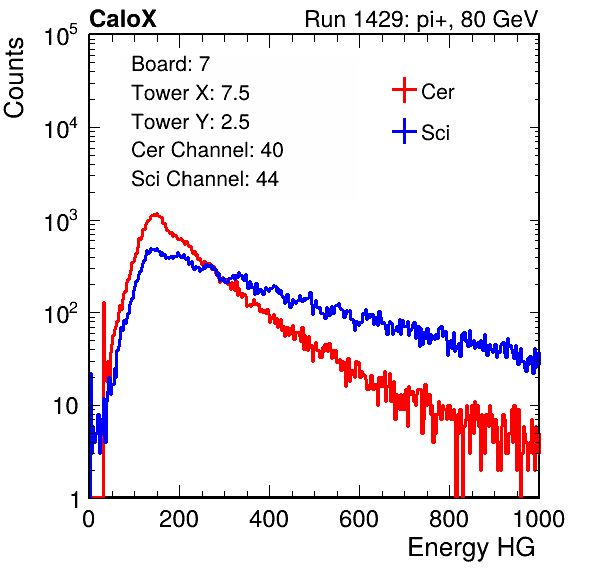 CaloX Run 1429: pi+, 80 GeV
Counts
10^5
10^4
10^3
10^2
10
1
Board: 7
Tower X: 7.5
Tower Y: 2.5
Cer Channel: 40
Sci Channel: 44
Cer
Sci
0 200 400 600 800 1000
Energy HG